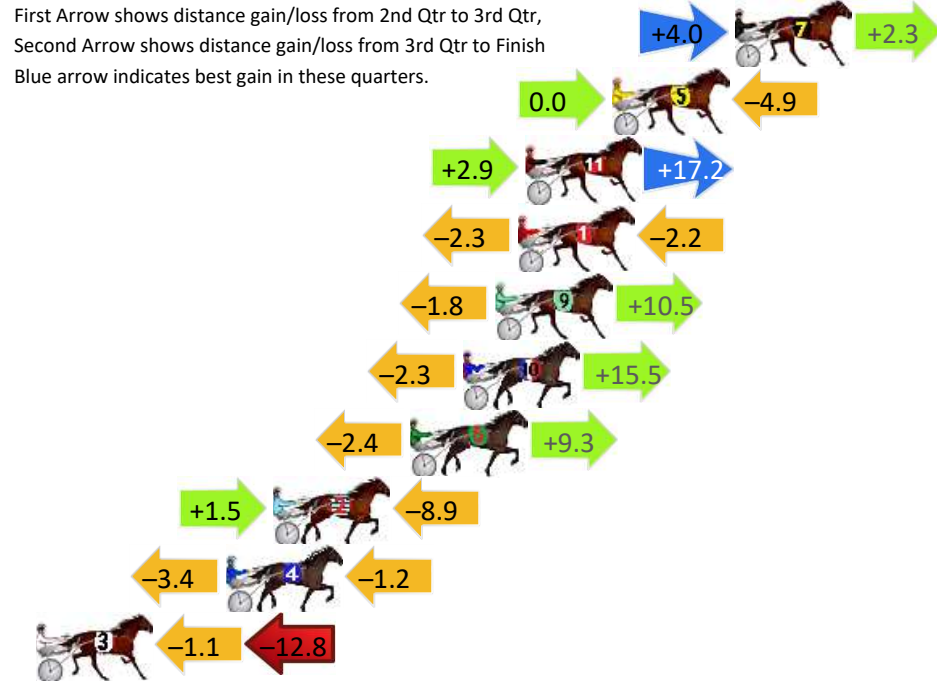 First Arrow shows distance gain/loss from 2nd Qtr to 3rd Qtr,
Second Arrow shows distance gain/loss from 3rd Qtr to Finish
Blue arrow indicates best gain in these quarters.
+4.0 7 +2.3
0.0 5 –4.9
+2.9 11 +17.2
–2.3 1 –2.2
–1.8 9 +10.5
–2.3 10 +15.5
–2.4 6 +9.3
+1.5 2 –8.9
–3.4 4 –1.2
3 –1.1 –12.8